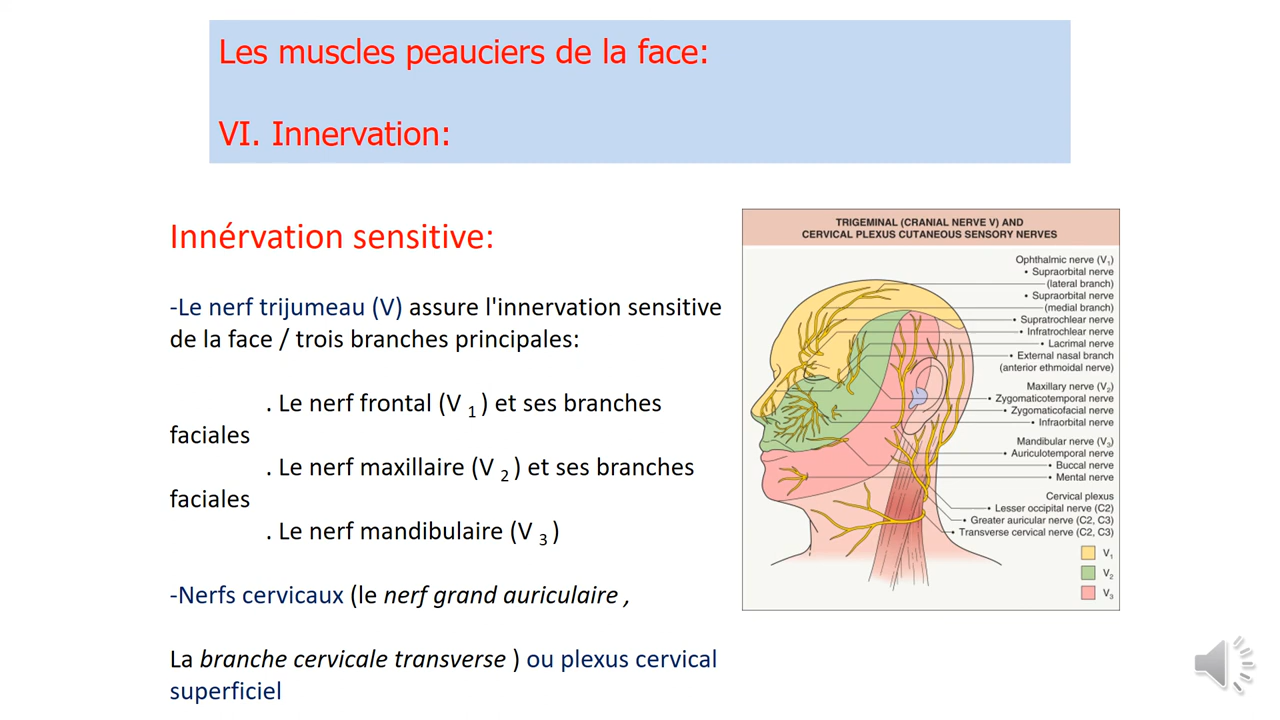 Les muscles peauciers de la face:
VI. Innervation:
Innérvation sensitive:
-Le nerf trijumeau (V) assure l'innervation sensitive
de la face / trois branches principales:
. Le nerf frontal (V 1 ) et ses branches
faciales
. Le nerf maxillaire (V 2 ) et ses branches
faciales
. Le nerf mandibulaire (V 3 )
-Nerfs cervicaux (le nerf grand auriculaire ,
La branche cervicale transverse ) ou plexus cervical
superficiel
TRIGEMINAL (CRANIAL NERVE V) AND
CERVICAL PLEXUS CUTANEOUS SENSORY NERVES
Ophthalmic nerve (V1)
• Supraorbital nerve
(lateral branch)
• Supraorbital nerve
(medial branch)
• Supratrochlear nerve
• Infratrochlear nerve
• Lacrimal nerve
• External nasal branch
(anterior ethmoidal nerve)
Maxillary nerve (V2)
• Zygomaticotemporal nerve
• Zygomaticofacial nerve
• Infraorbital nerve
Mandibular nerve (V3)
• Auriculotemporal nerve
• Buccal nerve
• Mental nerve
Cervical plexus
• Lesser occipital nerve (C2)
• Greater auricular nerve (C2, C3)
• Transverse cervical nerve (C2, C3)
V1
V2
V3